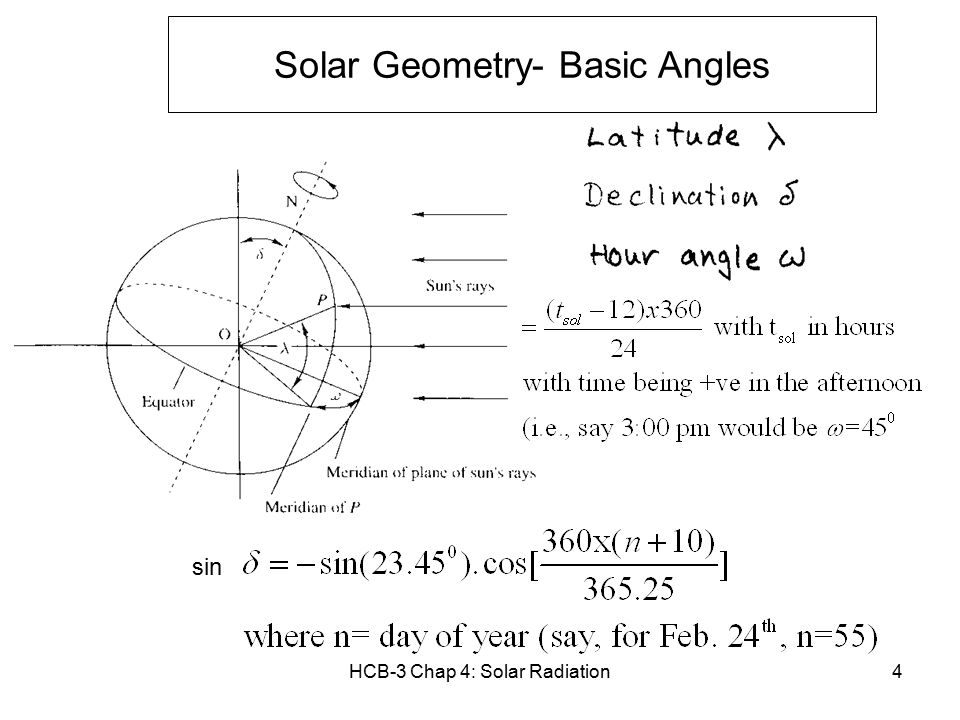 Solar Geometry- Basic Angles
Latitude λ
Declination δ
Hour angle ω
= (t_sol −12)x360 / 24 with t_sol in hours
with time being +ve in the afternoon
(i.e., say 3:00 pm would be ω=45⁰
N
δ
P
Sun's rays
O
λ
ω
Equator
Meridian of plane of sun's rays
Meridian of P
sin δ = −sin(23.45⁰).cos[360x(n+10) / 365.25]
where n= day of year (say, for Feb. 24th, n=55)
HCB-3 Chap 4: Solar Radiation
4